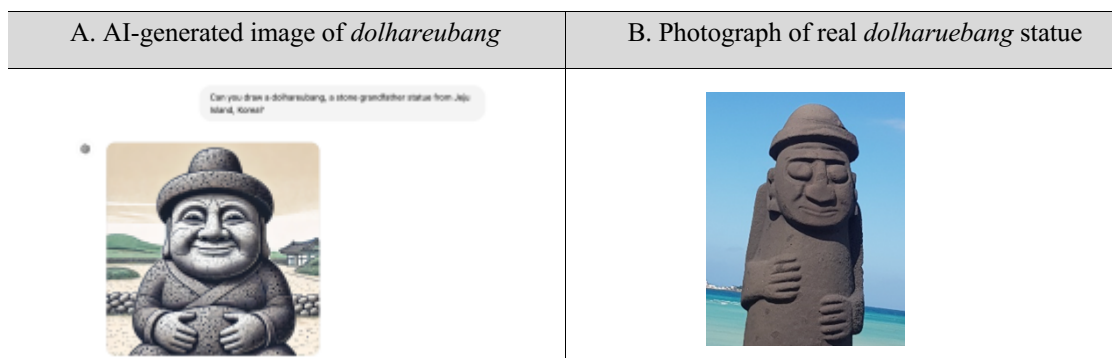 A. AI-generated image of dolhareubang
B. Photograph of real dolharuebang statue
Can you draw a dolhareubang, a stone grandfather statue from Jeju
Island, Korea?